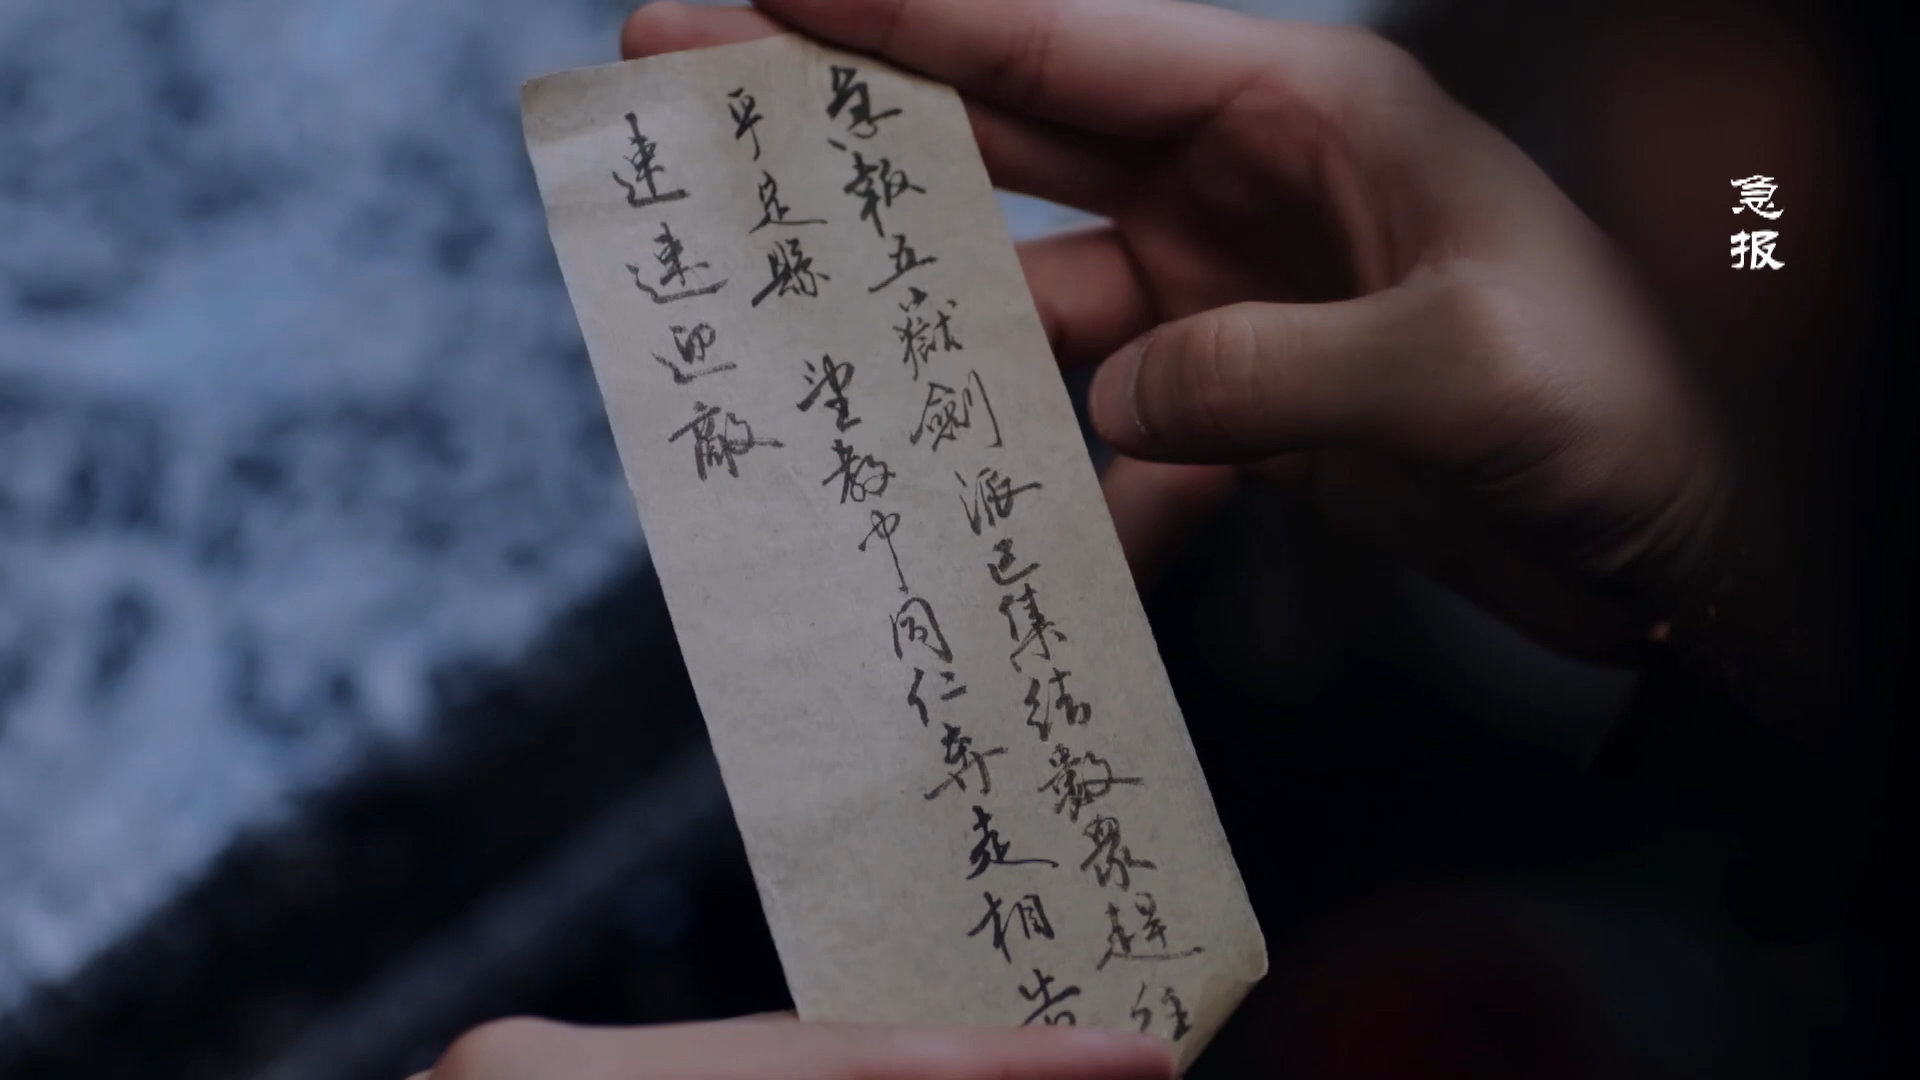 急報五嶽劍派已集結數眾趕往
平定縣 望教中同仁奔走相告
速速迎敵
急报